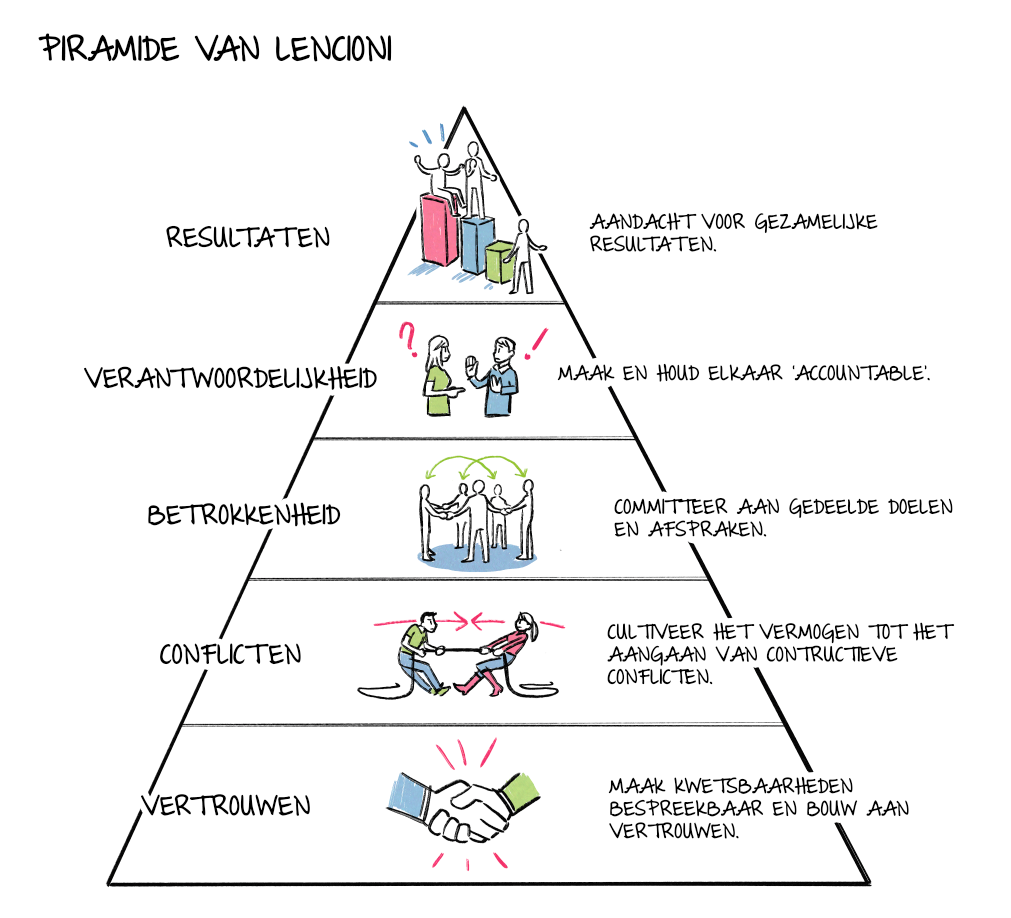 PIRAMIDE VAN LENCIONI
RESULTATEN
AANDACHT VOOR GEZAMELIJKE
RESULTATEN.
?
!
VERANTWOORDELIJKHEID
MAAK EN HOUD ELKAAR 'ACCOUNTABLE'.
BETROKKENHEID
COMMITTEER AAN GEDEELDE DOELEN
EN AFSPRAKEN.
CONFLICTEN
CULTIVEER HET VERMOGEN TOT HET
AANGAAN VAN CONTRUCTIEVE
CONFLICTEN.
VERTROUWEN
MAAK KWETSBAARHEDEN
BESPREEKBAAR EN BOUW AAN
VERTROUWEN.